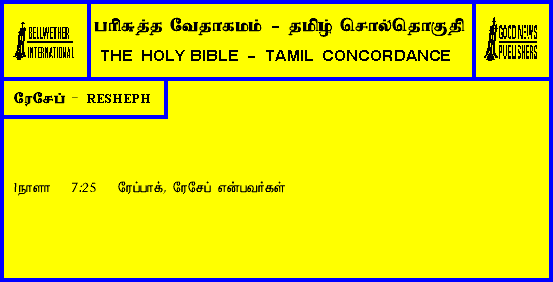 BELLWETHER
INTERNATIONAL
பரிசுத்த வேதாகமம் - தமிழ் சொல்தொகுதி
THE HOLY BIBLE - TAMIL CONCORDANCE
GOOD NEWS
PUBLISHERS
ரேசேப் - RESHEPH
1நாளா 7:25 ரேப்பாக், ரேசேப் என்பவர்கள்